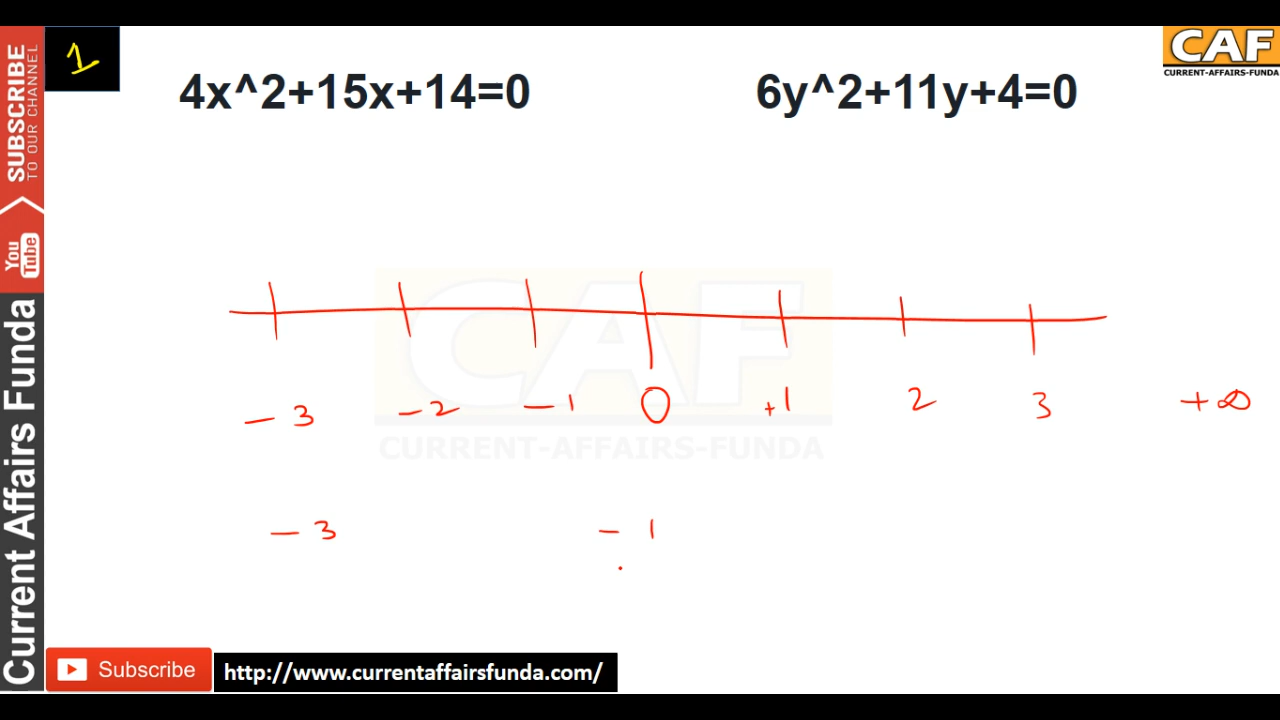 SUBSCRIBE
TO OUR CHANNEL
You
Tube
Current Affairs Funda
1
CAF
CURRENT-AFFAIRS-FUNDA
4x^2+15x+14=0
6y^2+11y+4=0
CAF
CURRENT-AFFAIRS-FUNDA
-3 -2 -1 0 +1 2 3 +∞
-3 -1
Subscribe
http://www.currentaffairsfunda.com/